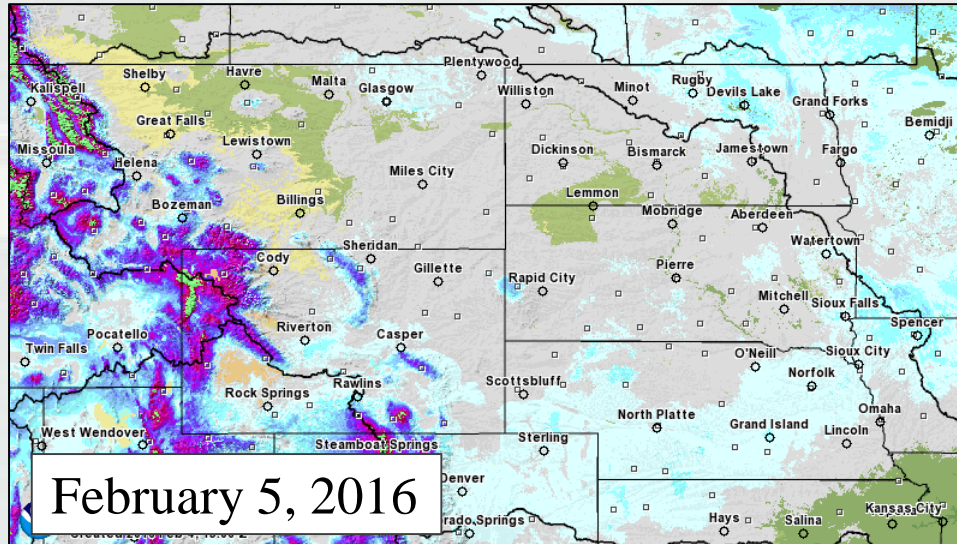 Plentywood
Shelby
Havre
Rugby
Kalispell
Malta
Glasgow
Williston
Minot
Devils Lake
Grand Forks
Great Falls
Bemidji
Lewistown
Missoula
Helena
Dickinson
Bismarck
Jamestown
Fargo
Miles City
Bozeman
Billings
Lemmon
Mobridge
Aberdeen
Sheridan
Watertown
Cody
Gillette
Rapid City
Pierre
Mitchell
Sioux Falls
Pocatello
Riverton
Casper
Spencer
Twin Falls
O'Neill
Sioux City
Rawlins
Scottsbluff
Norfolk
Rock Springs
North Platte
Grand Island
Omaha
West Wendover
Steamboat Springs
Sterling
Lincoln
Denver
February 5, 2016
Kansas City
Hays
Salina
rado Springs